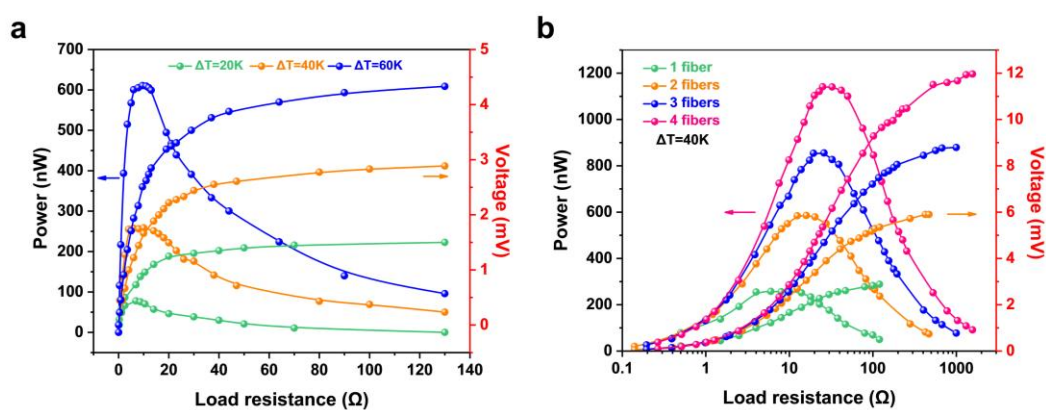 a
700
600
500
400
300
200
100
0
Power (nW)
5
4
3
2
1
0
Voltage (mV)
ΔT=20K ΔT=40K ΔT=60K
0 20 40 60 80 100 120 140
Load resistance (Ω)
b
1200
1000
800
600
400
200
0
Power (nW)
12
10
8
6
4
2
0
Voltage (mV)
1 fiber
2 fibers
3 fibers
4 fibers
ΔT=40K
0.1 1 10 100 1000
Load resistance (Ω)